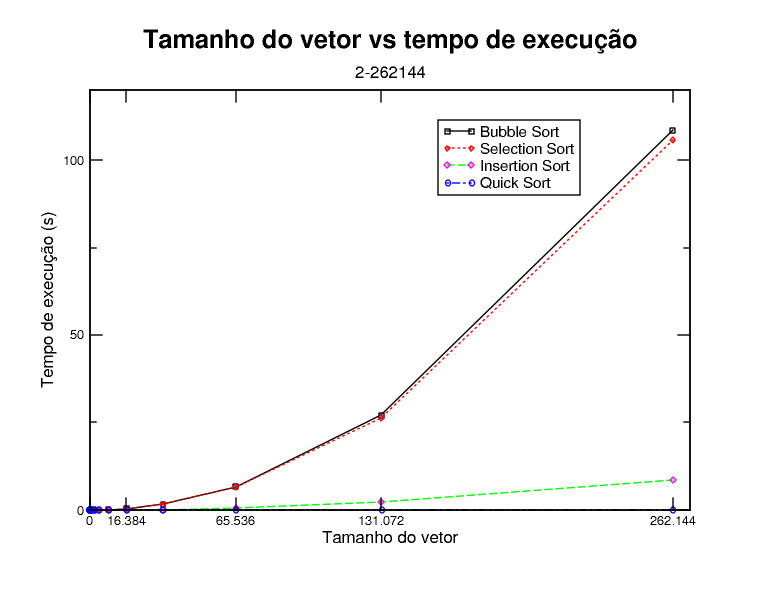 Tamanho do vetor vs tempo de execução
2-262144
Bubble Sort
Selection Sort
Insertion Sort
Quick Sort
Tempo de execução (s)
100
50
0
0 16.384 65.536 131.072 262.144
Tamanho do vetor